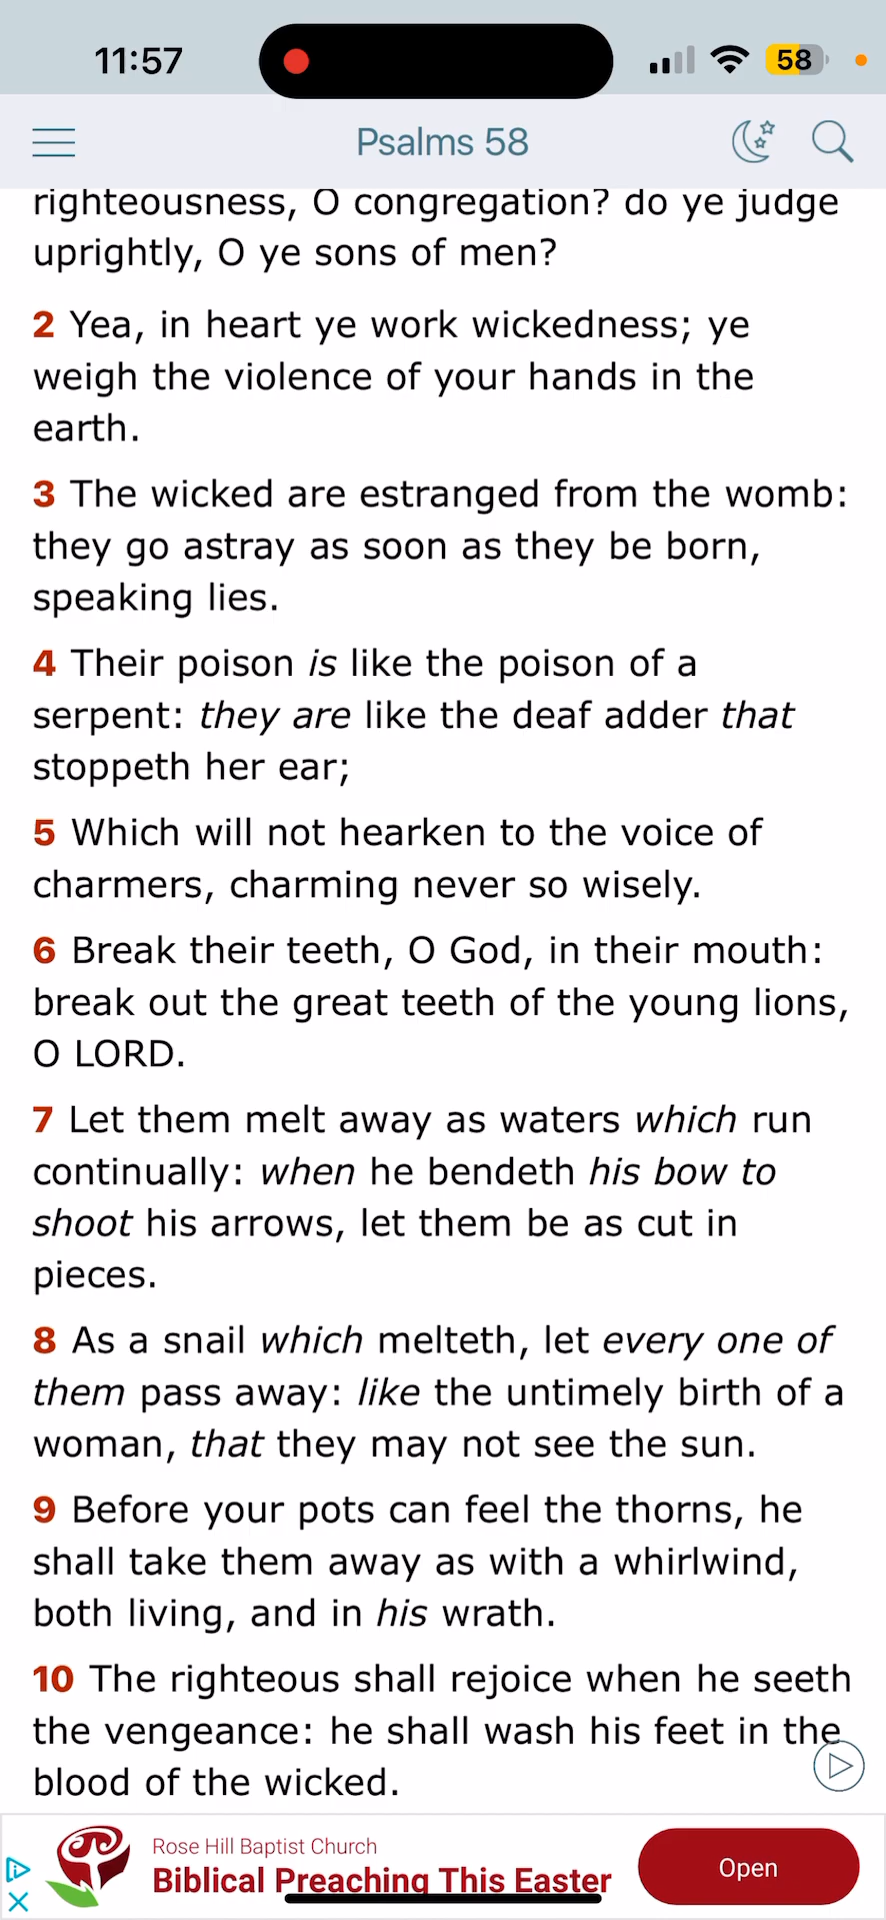 11:57
58
Psalms 58
righteousness, O congregation? do ye judge
uprightly, O ye sons of men?
2 Yea, in heart ye work wickedness; ye
weigh the violence of your hands in the
earth.
3 The wicked are estranged from the womb:
they go astray as soon as they be born,
speaking lies.
4 Their poison is like the poison of a
serpent: they are like the deaf adder that
stoppeth her ear;
5 Which will not hearken to the voice of
charmers, charming never so wisely.
6 Break their teeth, O God, in their mouth:
break out the great teeth of the young lions,
O LORD.
7 Let them melt away as waters which run
continually: when he bendeth his bow to
shoot his arrows, let them be as cut in
pieces.
8 As a snail which melteth, let every one of
them pass away: like the untimely birth of a
woman, that they may not see the sun.
9 Before your pots can feel the thorns, he
shall take them away as with a whirlwind,
both living, and in his wrath.
10 The righteous shall rejoice when he seeth
the vengeance: he shall wash his feet in the
blood of the wicked.
Rose Hill Baptist Church
Biblical Preaching This Easter
Open